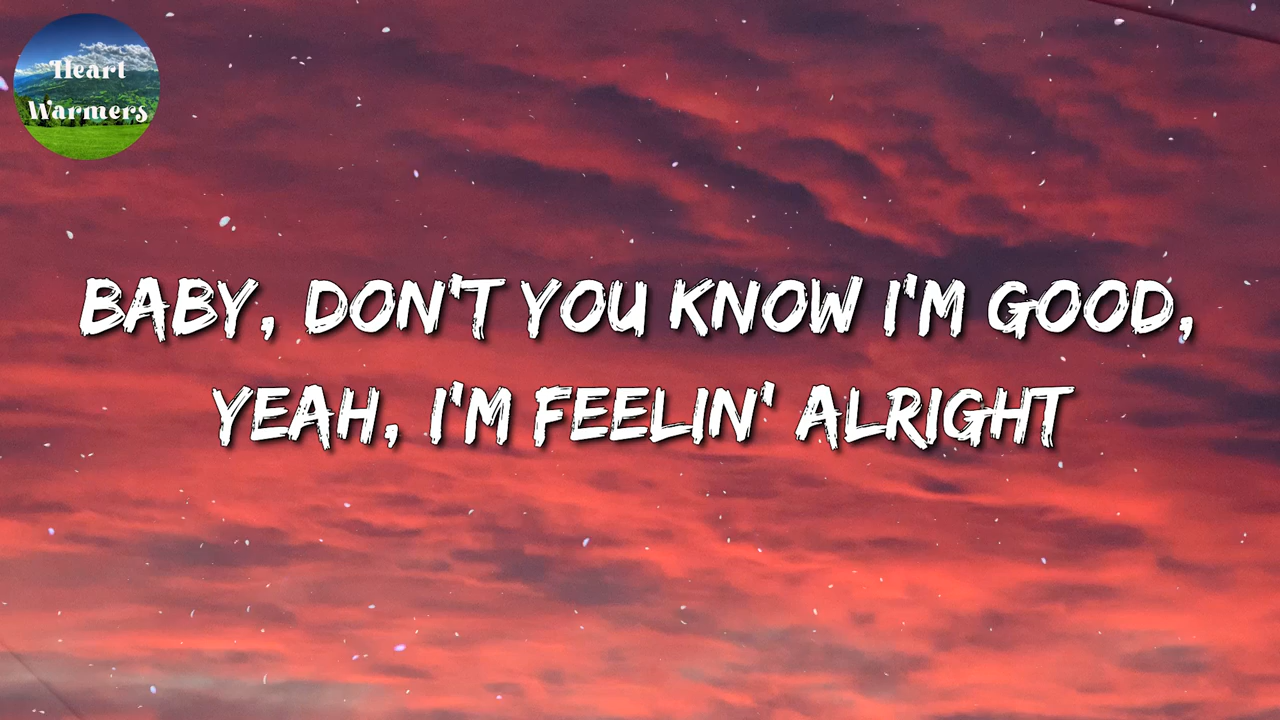 Heart
Warmers
BABY, DON'T YOU KNOW I'M GOOD,
YEAH, I'M FEELIN' ALRIGHT